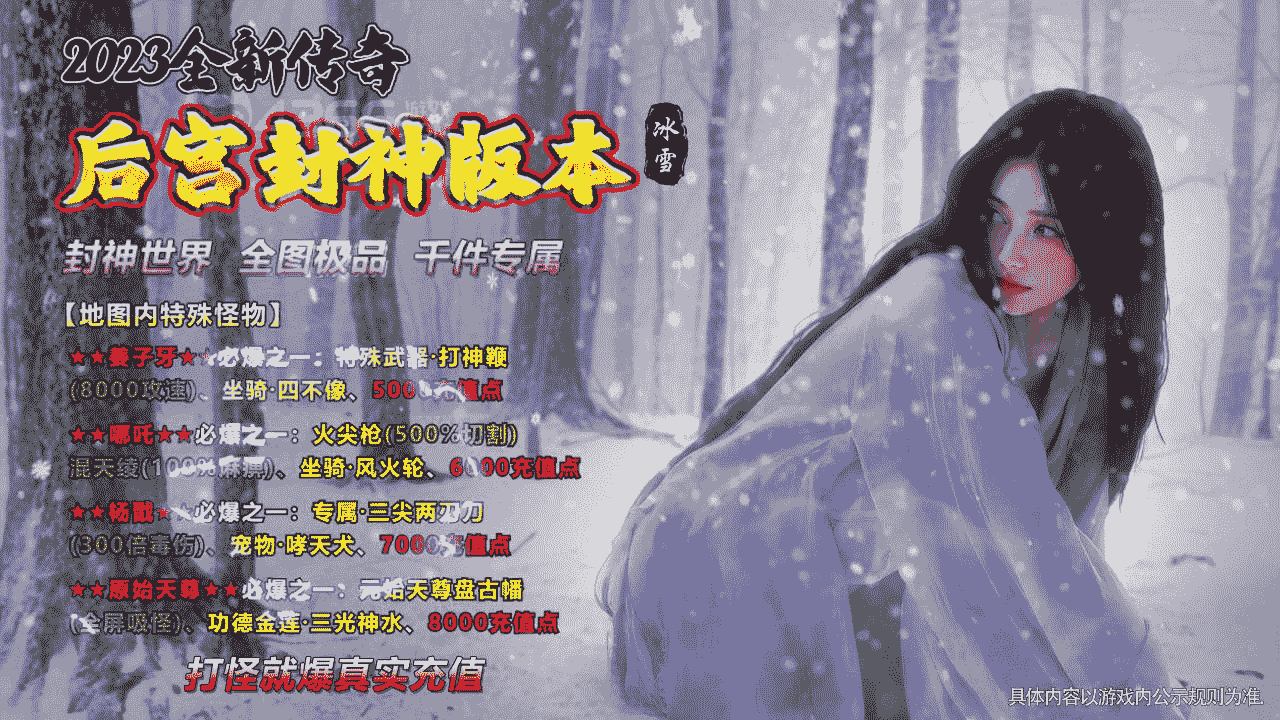 2023全新传奇
后宫封神版本
冰雪
封神世界 全图极品 千件专属
【地图内特殊怪物】
★★姜子牙★★必爆之一：特殊武器·打神鞭
(8000攻速)、坐骑·四不像、5000充值点
★★哪吒★★必爆之一：火尖枪(500%切割)
混天绫(100%麻痹)、坐骑·风火轮、6000充值点
★★杨戬★★必爆之一：专属·三尖两刃刀
(300倍毒伤)、宠物·哮天犬、7000充值点
★★原始天尊★★必爆之一：元始天尊盘古幡
(全屏吸怪)、功德金莲·三光神水、8000充值点
打怪就爆真实充值
具体内容以游戏内公示规则为准